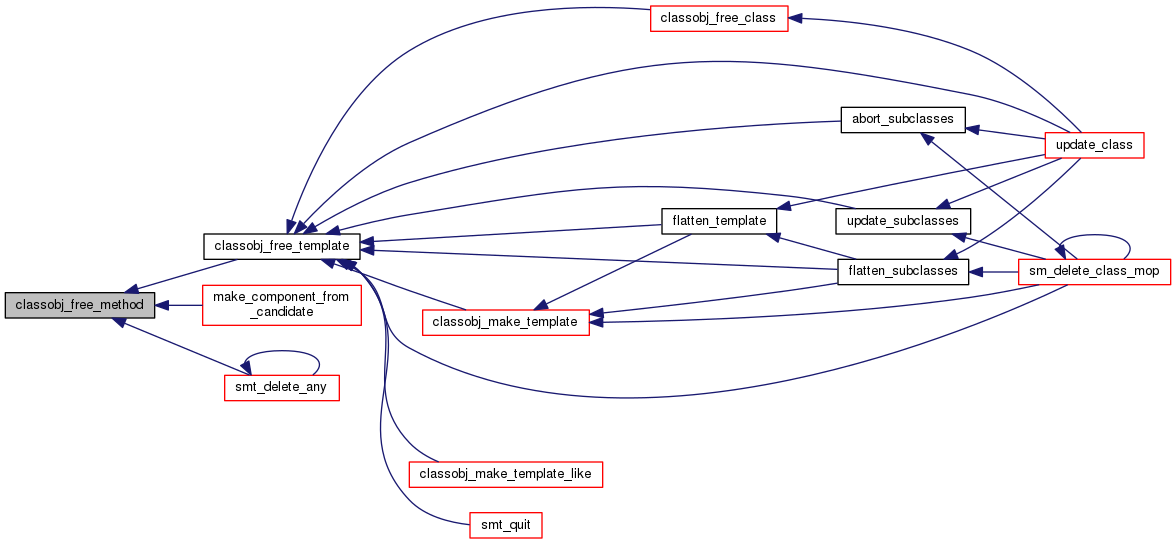 classobj_free_class
abort_subclasses
update_class
flatten_template
update_subclasses
classobj_free_template
flatten_subclasses
sm_delete_class_mop
classobj_free_method
make_component_from
_candidate
classobj_make_template
smt_delete_any
classobj_make_template_like
smt_quit